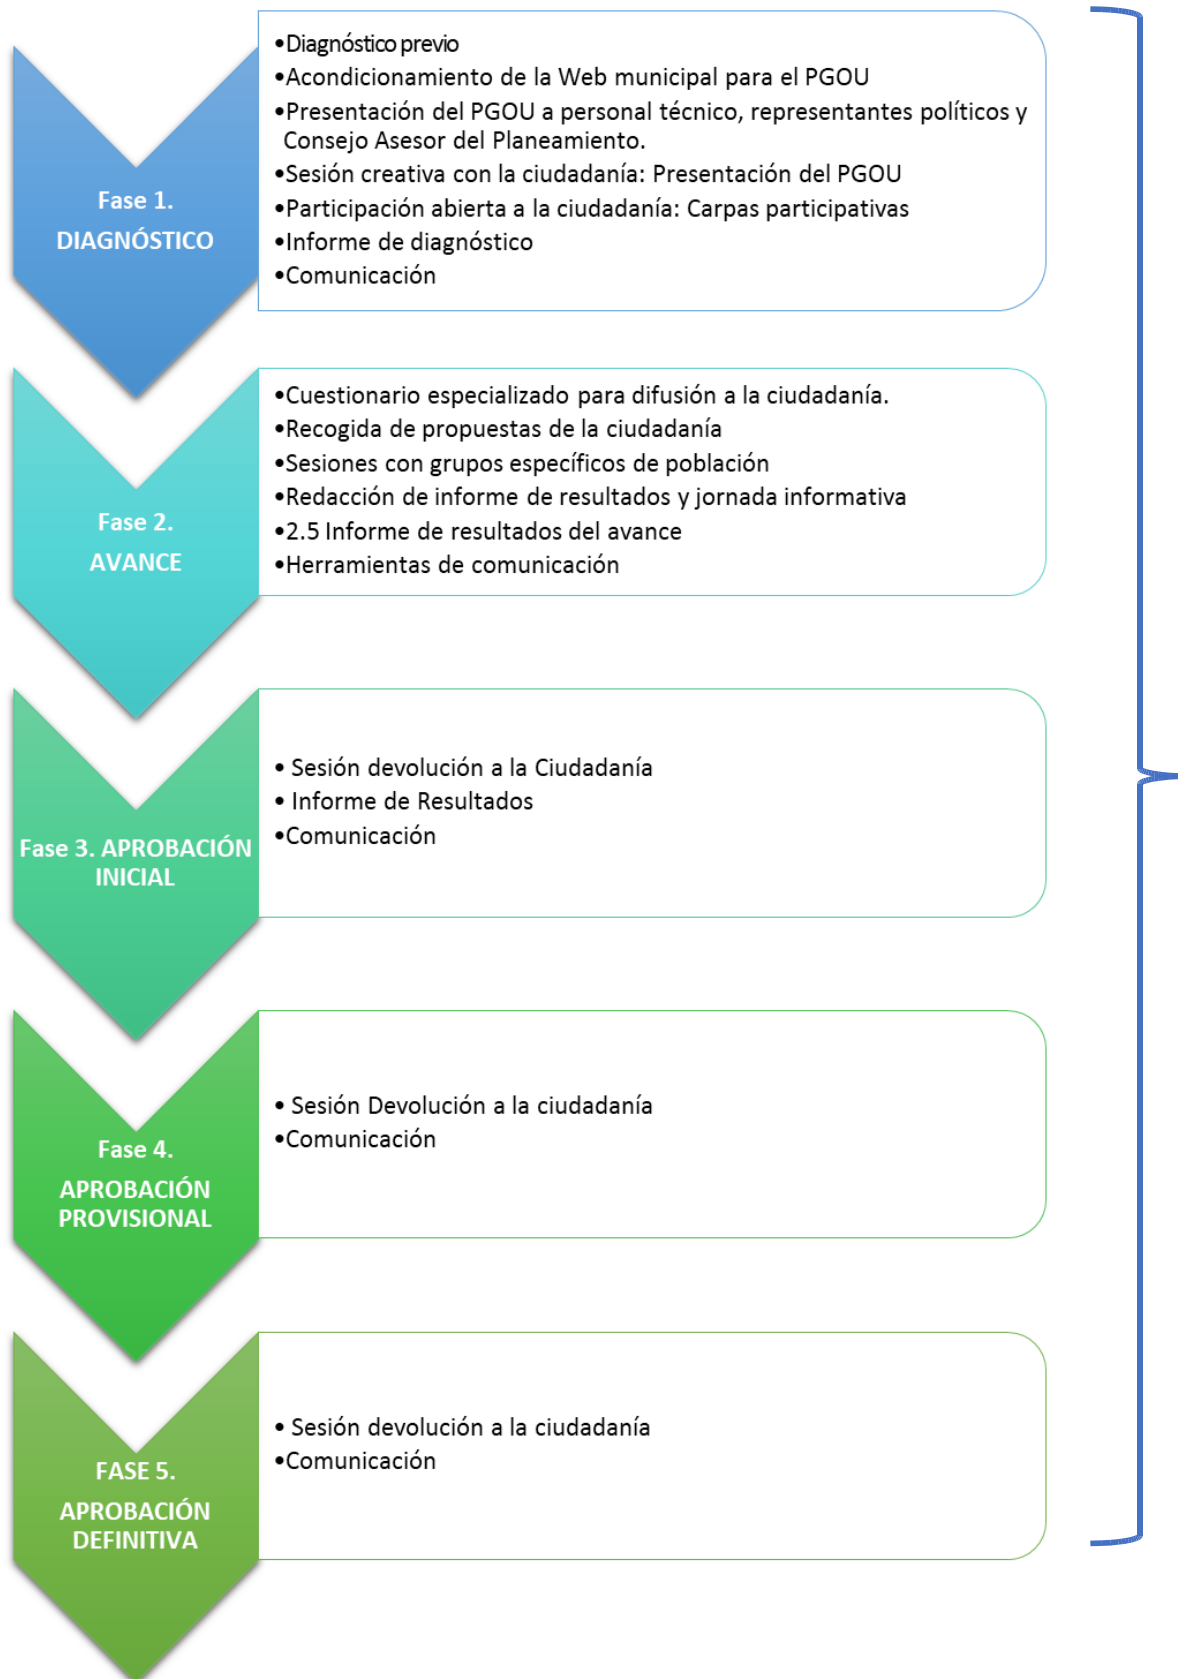 Fase 1.
DIAGNÓSTICO
•Diagnóstico previo
•Acondicionamiento de la Web municipal para el PGOU
•Presentación del PGOU a personal técnico, representantes políticos y
Consejo Asesor del Planeamiento.
•Sesión creativa con la ciudadanía: Presentación del PGOU
•Participación abierta a la ciudadanía: Carpas participativas
•Informe de diagnóstico
•Comunicación
Fase 2.
AVANCE
•Cuestionario especializado para difusión a la ciudadanía.
•Recogida de propuestas de la ciudadanía
•Sesiones con grupos específicos de población
•Redacción de informe de resultados y jornada informativa
•2.5 Informe de resultados del avance
•Herramientas de comunicación
Fase 3. APROBACIÓN
INICIAL
• Sesión devolución a la Ciudadanía
• Informe de Resultados
•Comunicación
Fase 4.
APROBACIÓN
PROVISIONAL
• Sesión Devolución a la ciudadanía
•Comunicación
FASE 5.
APROBACIÓN
DEFINITIVA
• Sesión devolución a la ciudadanía
•Comunicación